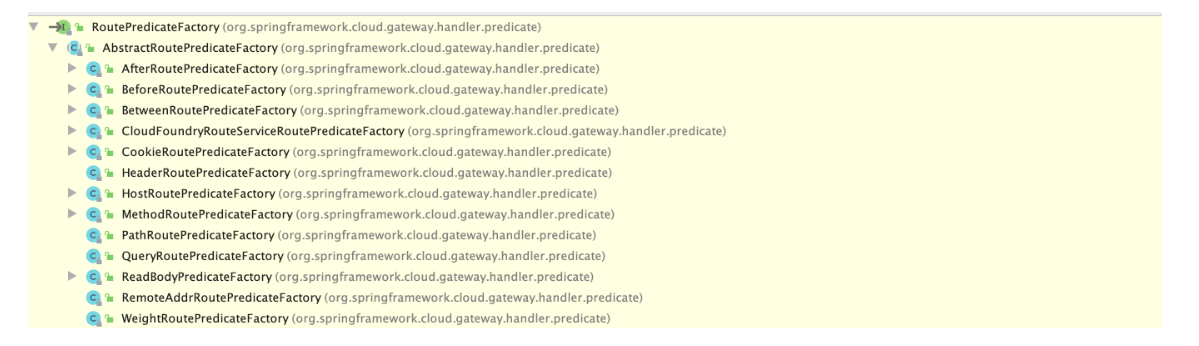 RoutePredicateFactory (org.springframework.cloud.gateway.handler.predicate)
AbstractRoutePredicateFactory (org.springframework.cloud.gateway.handler.predicate)
AfterRoutePredicateFactory (org.springframework.cloud.gateway.handler.predicate)
BeforeRoutePredicateFactory (org.springframework.cloud.gateway.handler.predicate)
BetweenRoutePredicateFactory (org.springframework.cloud.gateway.handler.predicate)
CloudFoundryRouteServiceRoutePredicateFactory (org.springframework.cloud.gateway.handler.predicate)
CookieRoutePredicateFactory (org.springframework.cloud.gateway.handler.predicate)
HeaderRoutePredicateFactory (org.springframework.cloud.gateway.handler.predicate)
HostRoutePredicateFactory (org.springframework.cloud.gateway.handler.predicate)
MethodRoutePredicateFactory (org.springframework.cloud.gateway.handler.predicate)
PathRoutePredicateFactory (org.springframework.cloud.gateway.handler.predicate)
QueryRoutePredicateFactory (org.springframework.cloud.gateway.handler.predicate)
ReadBodyPredicateFactory (org.springframework.cloud.gateway.handler.predicate)
RemoteAddrRoutePredicateFactory (org.springframework.cloud.gateway.handler.predicate)
WeightRoutePredicateFactory (org.springframework.cloud.gateway.handler.predicate)